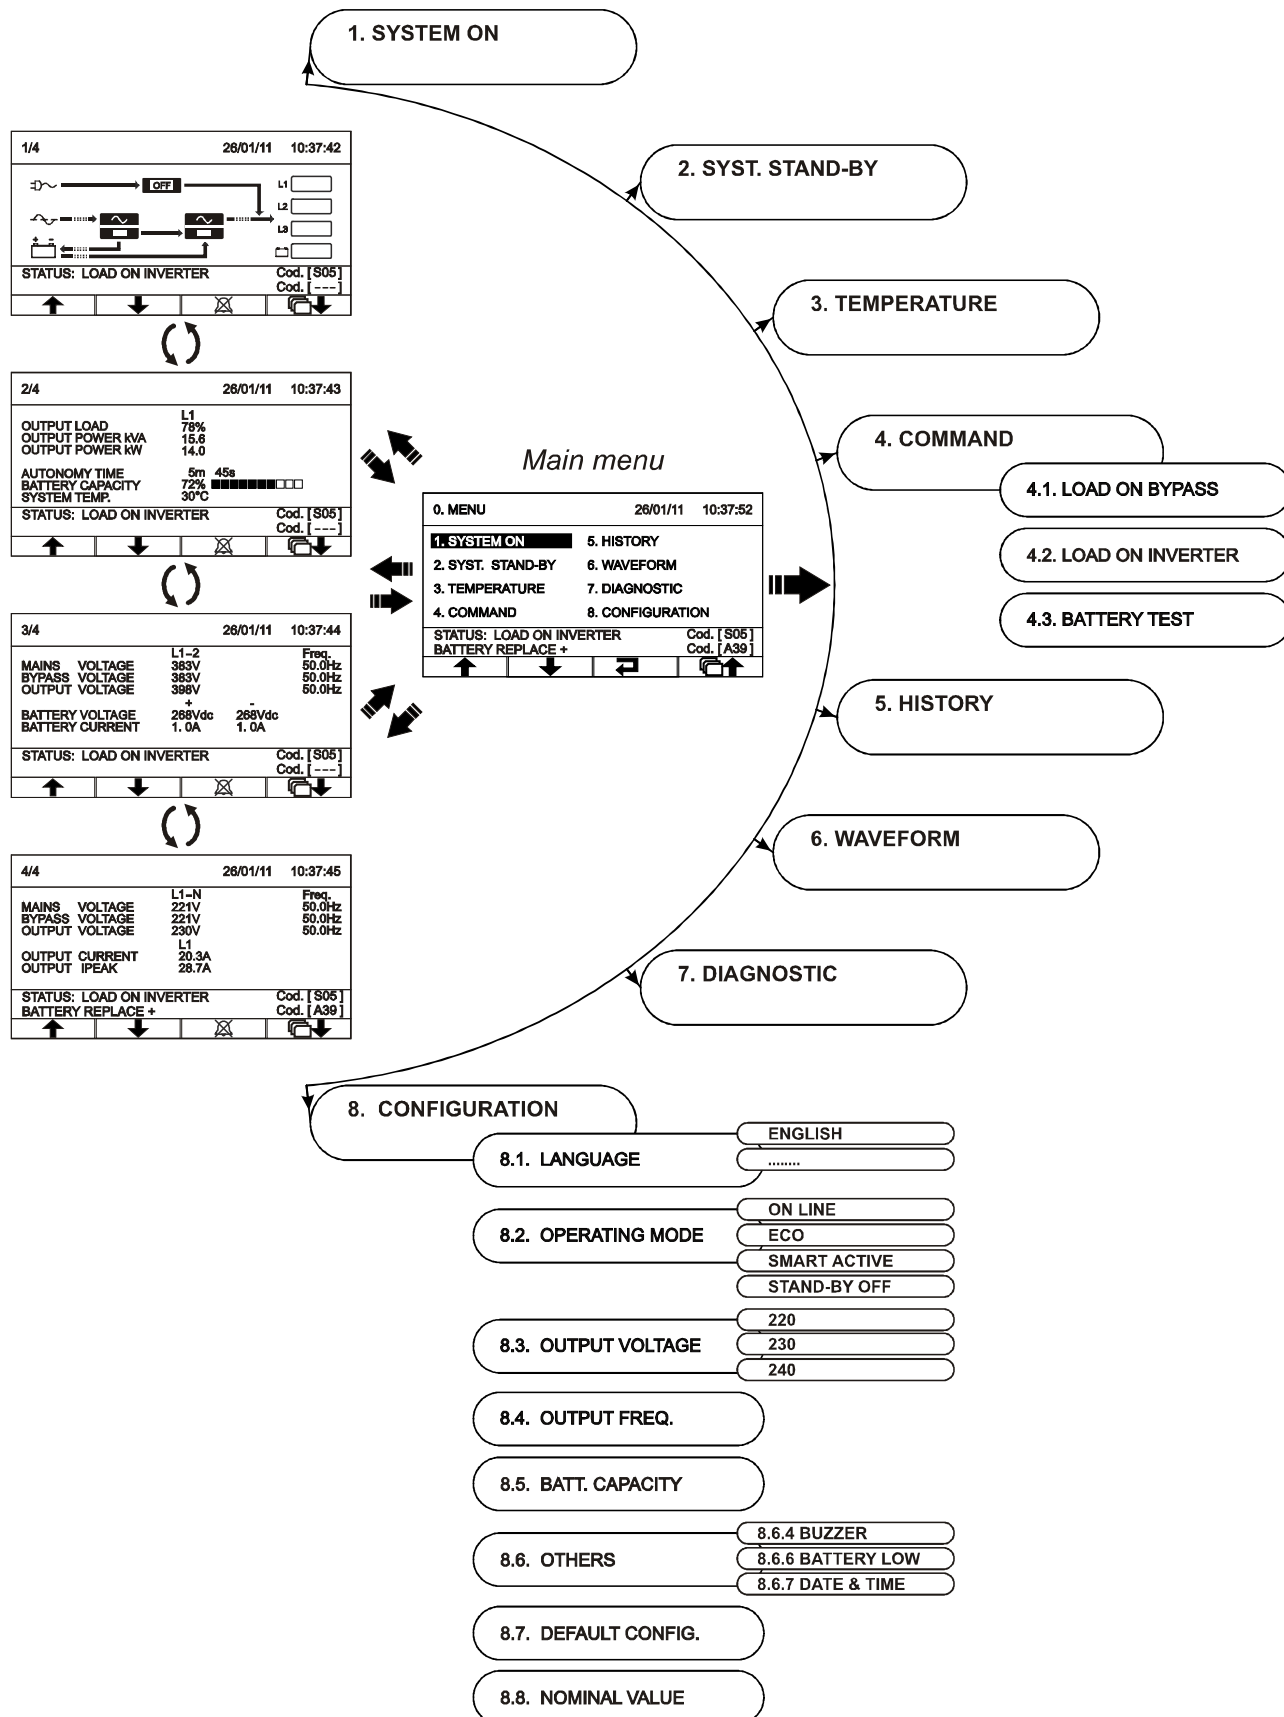 1. SYSTEM ON
2. SYST. STAND-BY
3. TEMPERATURE
4. COMMAND
4.1. LOAD ON BYPASS
4.2. LOAD ON INVERTER
4.3. BATTERY TEST
5. HISTORY
6. WAVEFORM
7. DIAGNOSTIC
1/4 26/01/11 10:37:42
OFF
L1
L2
L3
+ -
STATUS: LOAD ON INVERTER Cod. [S05]
Cod. [---]
2/4 26/01/11 10:37:43
L1
OUTPUT LOAD 78%
OUTPUT POWER kVA 15.6
OUTPUT POWER kW 14.0
AUTONOMY TIME 5m 45s
BATTERY CAPACITY 72%
SYSTEM TEMP. 30°C
STATUS: LOAD ON INVERTER Cod. [S05]
Cod. [---]
3/4 26/01/11 10:37:44
L1-2 Freq.
MAINS VOLTAGE 383V 50.0Hz
BYPASS VOLTAGE 383V 50.0Hz
OUTPUT VOLTAGE 398V 50.0Hz
+ -
BATTERY VOLTAGE 268Vdc 268Vdc
BATTERY CURRENT 1. 0A 1. 0A
STATUS: LOAD ON INVERTER Cod. [S05]
Cod. [---]
4/4 26/01/11 10:37:45
L1-N Freq.
MAINS VOLTAGE 221V 50.0Hz
BYPASS VOLTAGE 221V 50.0Hz
OUTPUT VOLTAGE 230V 50.0Hz
L1
OUTPUT CURRENT 20.3A
OUTPUT IPEAK 28.7A
STATUS: LOAD ON INVERTER Cod. [S05]
BATTERY REPLACE + Cod. [A39]
Main menu
0. MENU 26/01/11 10:37:52
1. SYSTEM ON 5. HISTORY
2. SYST. STAND-BY 6. WAVEFORM
3. TEMPERATURE 7. DIAGNOSTIC
4. COMMAND 8. CONFIGURATION
STATUS: LOAD ON INVERTER Cod. [S05]
BATTERY REPLACE + Cod. [A39]
8. CONFIGURATION
8.1. LANGUAGE
ENGLISH
........
8.2. OPERATING MODE
ON LINE
ECO
SMART ACTIVE
STAND-BY OFF
8.3. OUTPUT VOLTAGE
220
230
240
8.4. OUTPUT FREQ.
8.5. BATT. CAPACITY
8.6. OTHERS
8.6.4 BUZZER
8.6.6 BATTERY LOW
8.6.7 DATE & TIME
8.7. DEFAULT CONFIG.
8.8. NOMINAL VALUE